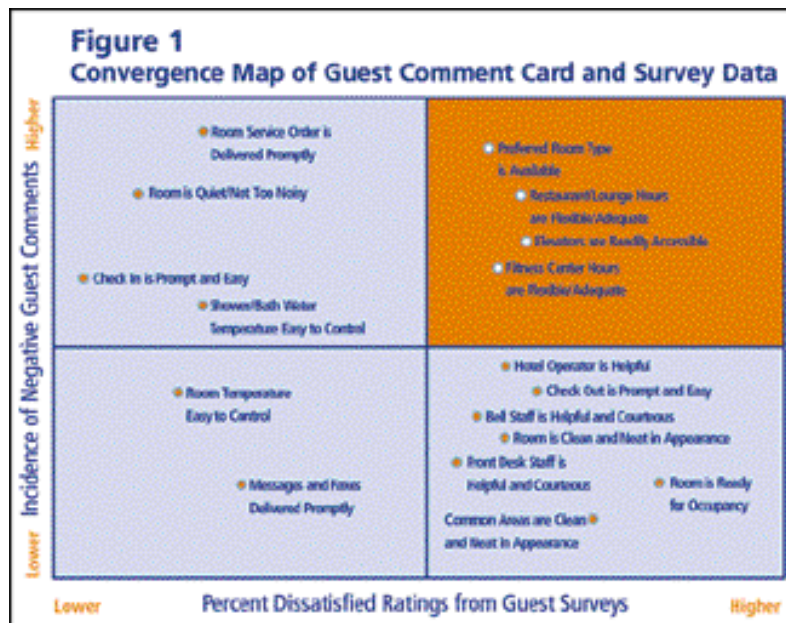 Figure 1
Convergence Map of Guest Comment Card and Survey Data
Higher
Incidence of Negative Guest Comments
Lower
Room Service Order is
Delivered Promptly
Room is Quiet/Not Too Noisy
Check In is Prompt and Easy
Shower/Bath Water
Temperature Easy to Control
Preferred Room Type
is Available
Restaurant/Lounge Hours
are Flexible/Adequate
Elevators are Readily Accessible
Fitness Center Hours
are Flexible/Adequate
Room Temperature
Easy to Control
Messages and Faxes
Delivered Promptly
Hotel Operator is Helpful
Check Out is Prompt and Easy
Bell Staff is Helpful and Courteous
Room is Clean and Neat in Appearance
Front Desk Staff is
Helpful and Courteous
Room is Ready
for Occupancy
Common Areas are Clean
and Neat in Appearance
Lower
Percent Dissatisfied Ratings from Guest Surveys
Higher